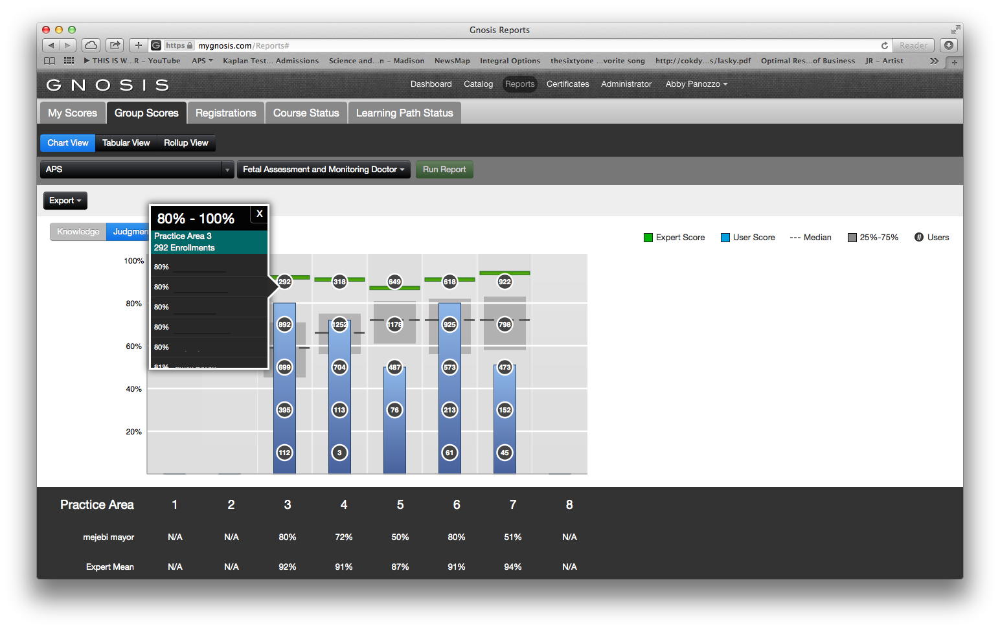 Gnosis Reports
https mygnosis.com/Reports# Reader
THIS IS W...R – YouTube APS Kaplan Test... Admissions Science and...n – Madison NewsMap Integral Options thesixtyone ...vorite song http://cokdy...s/lasky.pdf Optimal Res...of Business JR – Artist
GNOSIS Dashboard Catalog Reports Certificates Administrator Abby Panozzo
My Scores Group Scores Registrations Course Status Learning Path Status
Chart View Tabular View Rollup View
APS Fetal Assessment and Monitoring Doctor Run Report
Export
80% - 100% X
Knowledge Judgmen
Practice Area 3
292 Enrollments
Expert Score User Score Median 25%-75% # Users
100%
80%
292 318 649 618 922
80%
80%
80%
892 1252 1178 925 798
80%
60%
80%
81%
699 704 487 573 473
40%
395 113 76 213 152
20%
112 3 61 45
Practice Area 1 2 3 4 5 6 7 8
mejebi mayor N/A N/A 80% 72% 50% 80% 51% N/A
Expert Mean N/A N/A 92% 91% 87% 91% 94% N/A